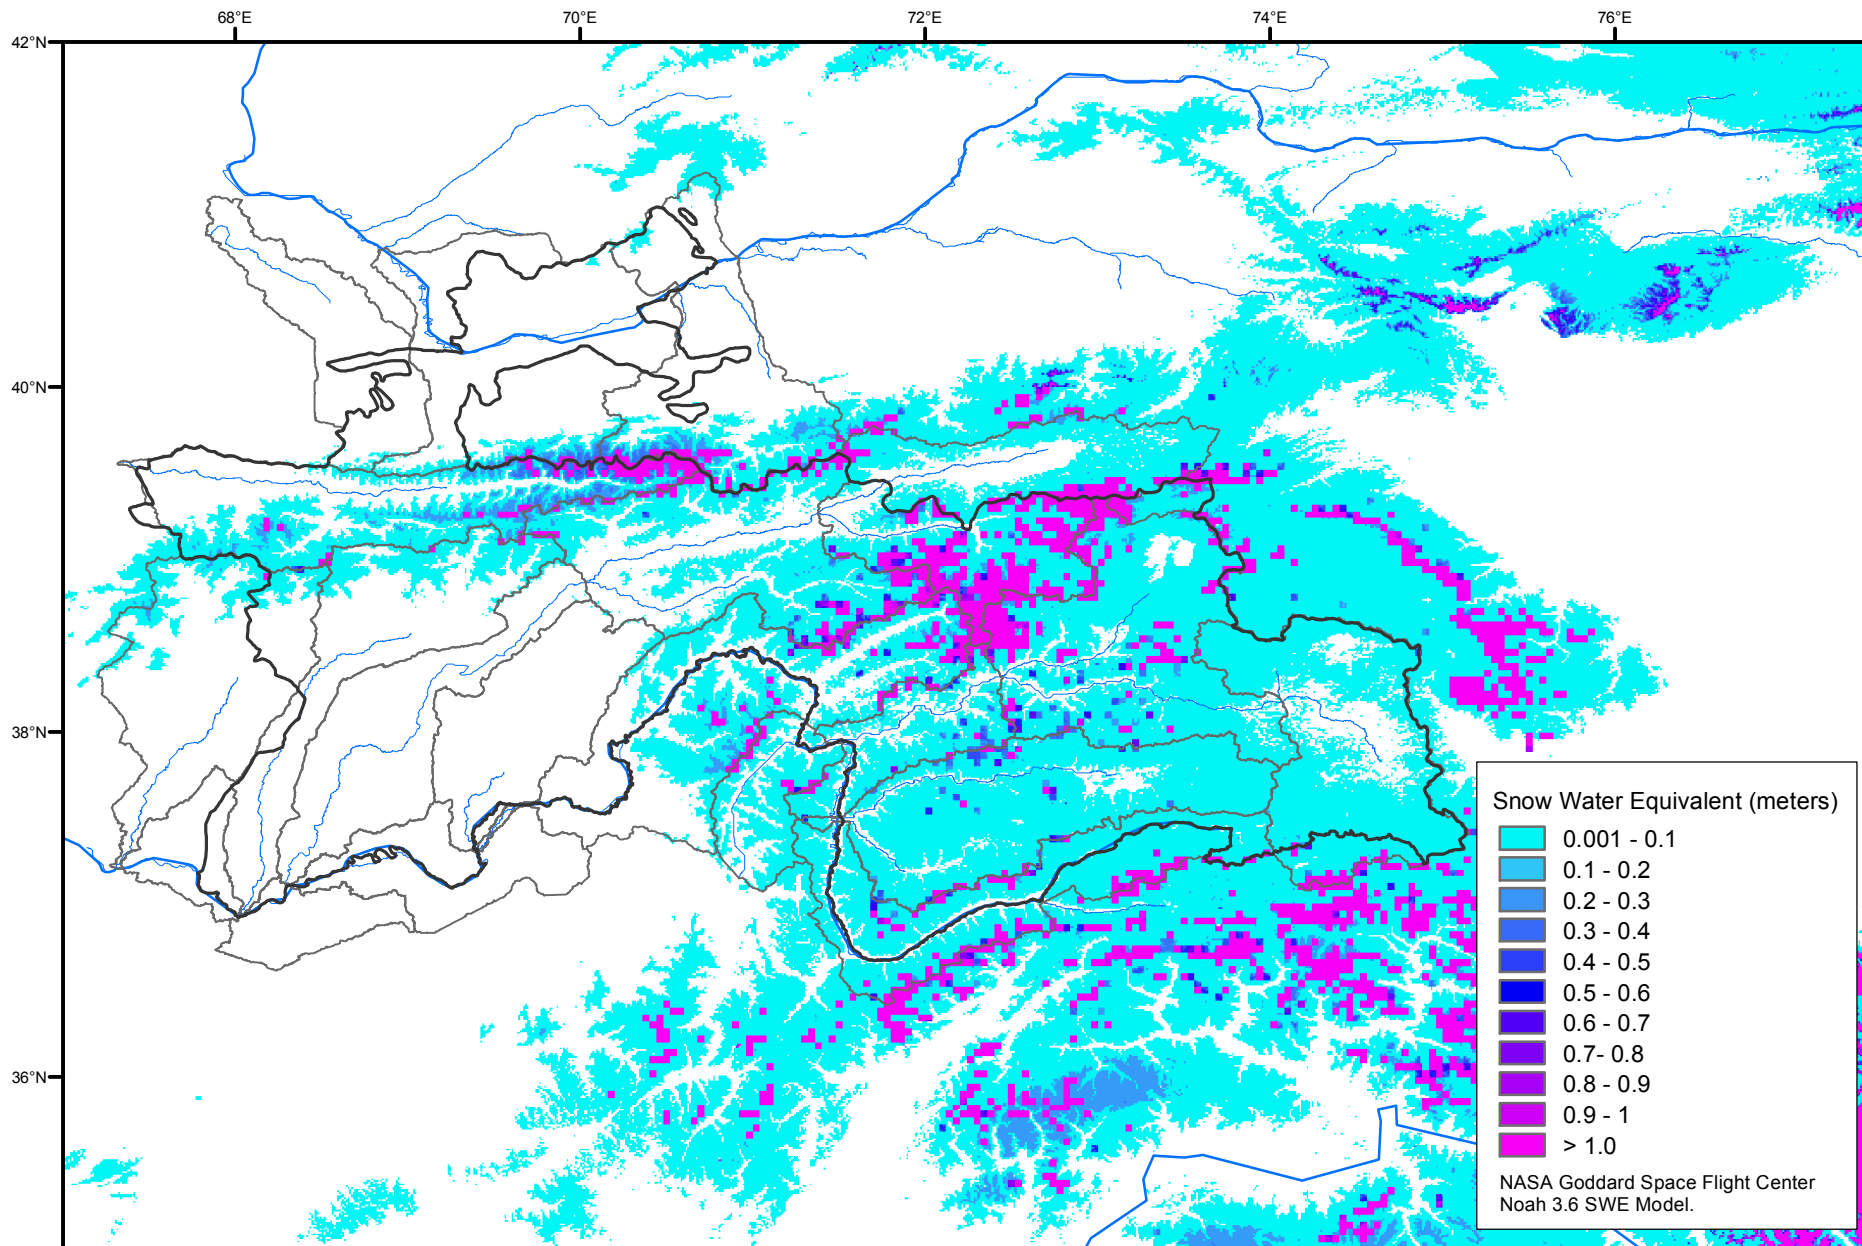 68°E 70°E 72°E 74°E 76°E
42°N
40°N
38°N
36°N
Snow Water Equivalent (meters)
0.001 - 0.1
0.1 - 0.2
0.2 - 0.3
0.3 - 0.4
0.4 - 0.5
0.5 - 0.6
0.6 - 0.7
0.7- 0.8
0.8 - 0.9
0.9 - 1
> 1.0
NASA Goddard Space Flight Center
Noah 3.6 SWE Model.